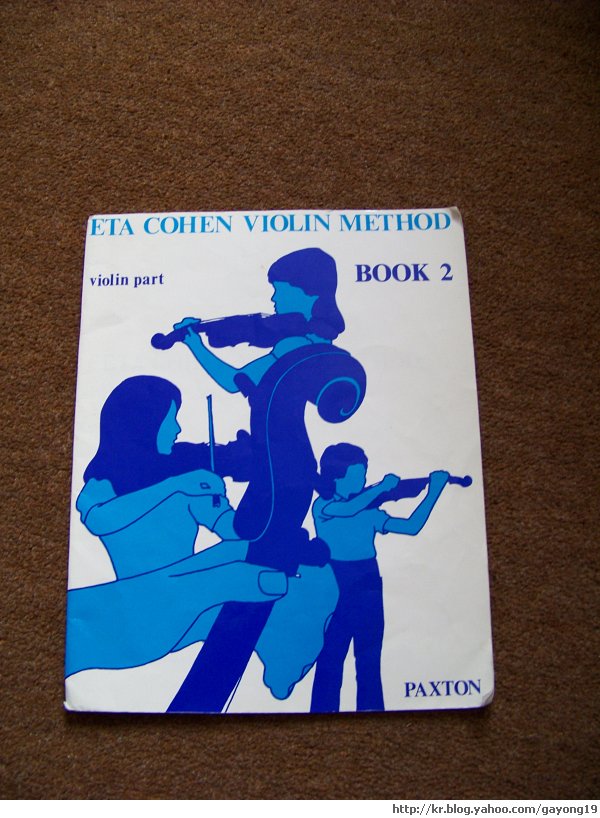 ETA COHEN VIOLIN METHOD
violin part
BOOK 2
PAXTON
http://kr.blog.yahoo.com/gayong19